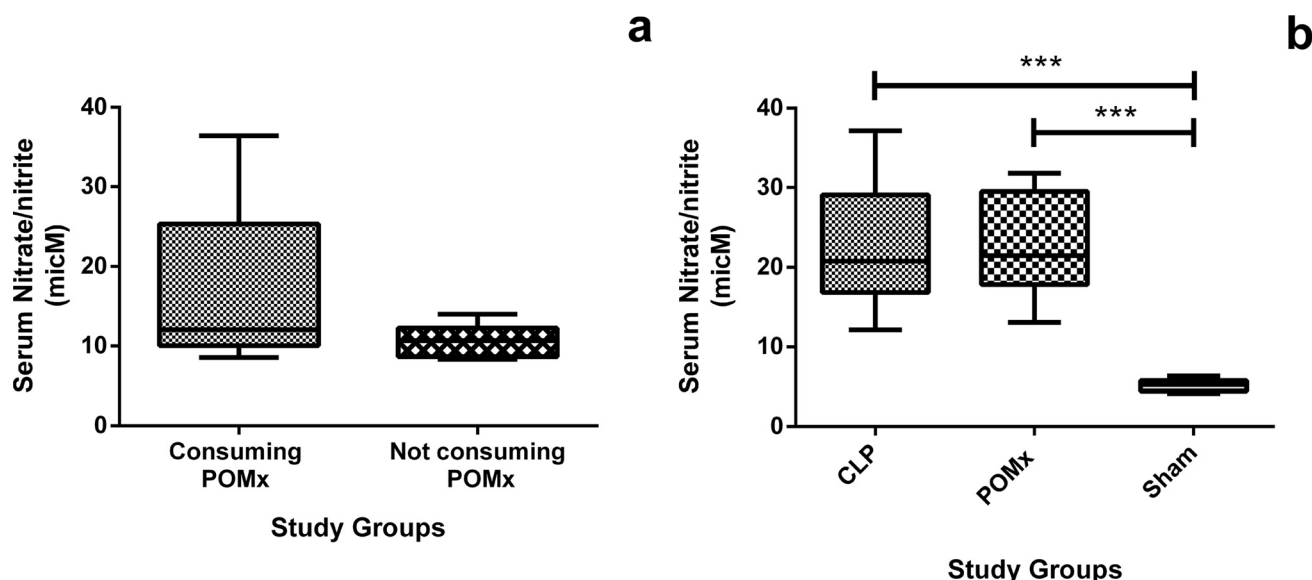 a
Serum Nitrate/nitrite
(micM)
40
30
20
10
0
Consuming
POMx
Not consuming
POMx
Study Groups
b
***
***
Serum Nitrate/nitrite
(micM)
40
30
20
10
0
CLP
POMx
Sham
Study Groups